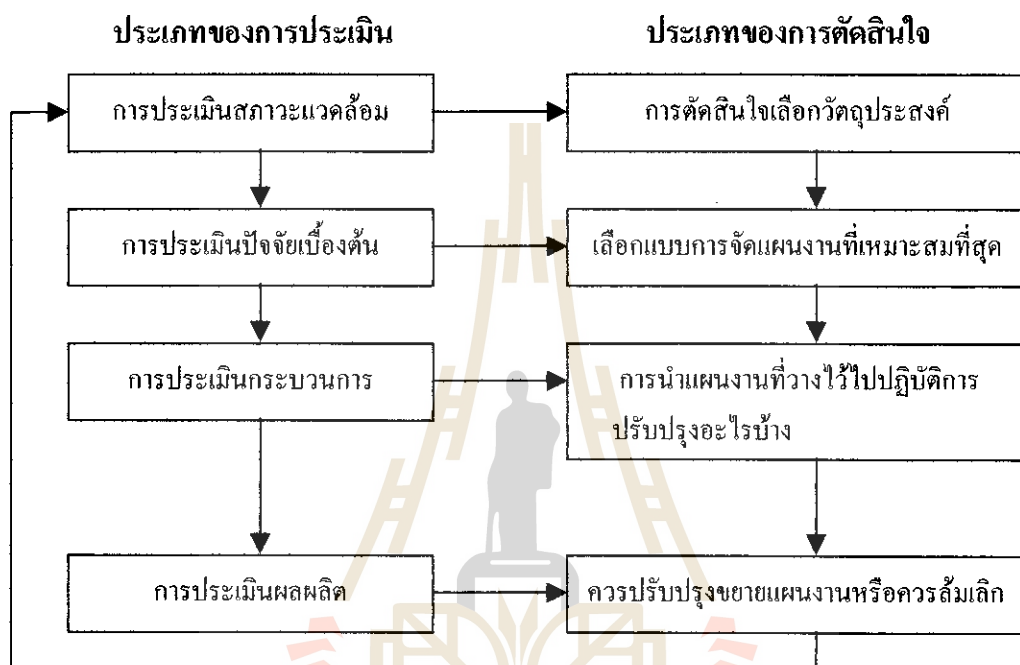 ประเภทของการประเมิน
ประเภทของการตัดสินใจ
การประเมินสภาวะแวดล้อม
การตัดสินใจเลือกวัตถุประสงค์
การประเมินปัจจัยเบื้องต้น
เลือกแบบการจัดแผนงานที่เหมาะสมที่สุด
การประเมินกระบวนการ
การนำแผนงานที่วางไว้ไปปฏิบัติการ
ปรับปรุงอะไรบ้าง
การประเมินผลผลิต
ควรปรับปรุงขยายแผนงานหรือควรล้มเลิก